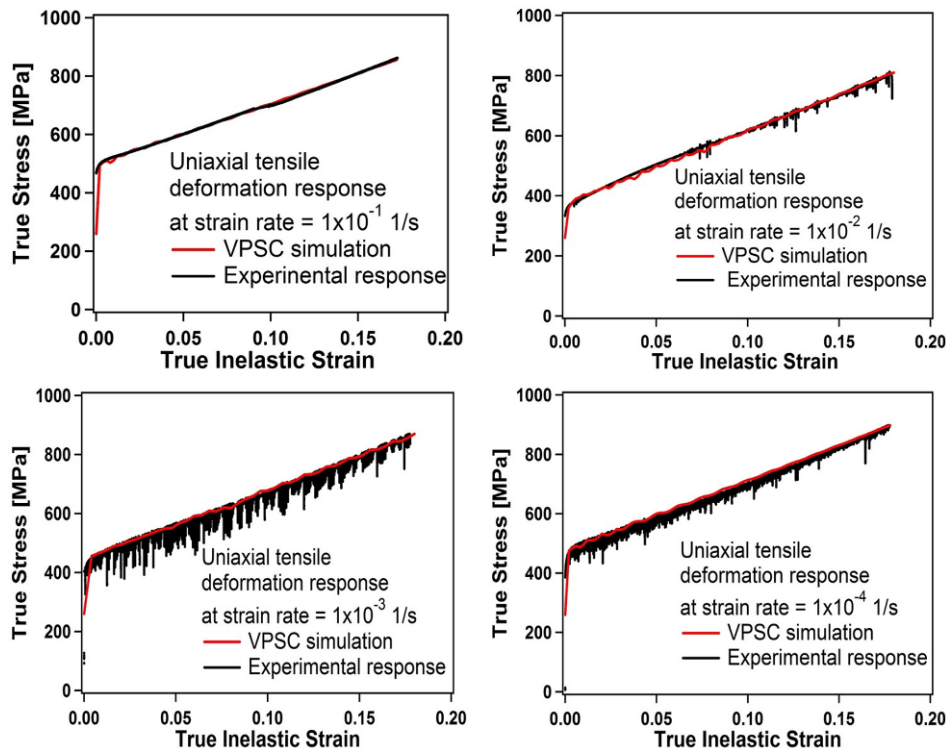 1000
800
600
400
200
0
True Stress [MPa]
Uniaxial tensile
deformation response
at strain rate = 1x10⁻¹ 1/s
VPSC simulation
Experimental response
0.00 0.05 0.10 0.15 0.20
True Inelastic Strain
1000
800
600
400
200
0
True Stress [MPa]
Uniaxial tensile
deformation response
at strain rate = 1x10⁻² 1/s
VPSC simulation
Experimental response
0.00 0.05 0.10 0.15 0.20
True Inelastic Strain
1000
800
600
400
200
0
True Stress [MPa]
Uniaxial tensile
deformation response
at strain rate = 1x10⁻³ 1/s
VPSC simulation
Experimental response
0.00 0.05 0.10 0.15 0.20
True Inelastic Strain
1000
800
600
400
200
0
True Stress [MPa]
Uniaxial tensile
deformation response
at strain rate = 1x10⁻⁴ 1/s
VPSC simulation
Experimental response
0.00 0.05 0.10 0.15 0.20
True Inelastic Strain